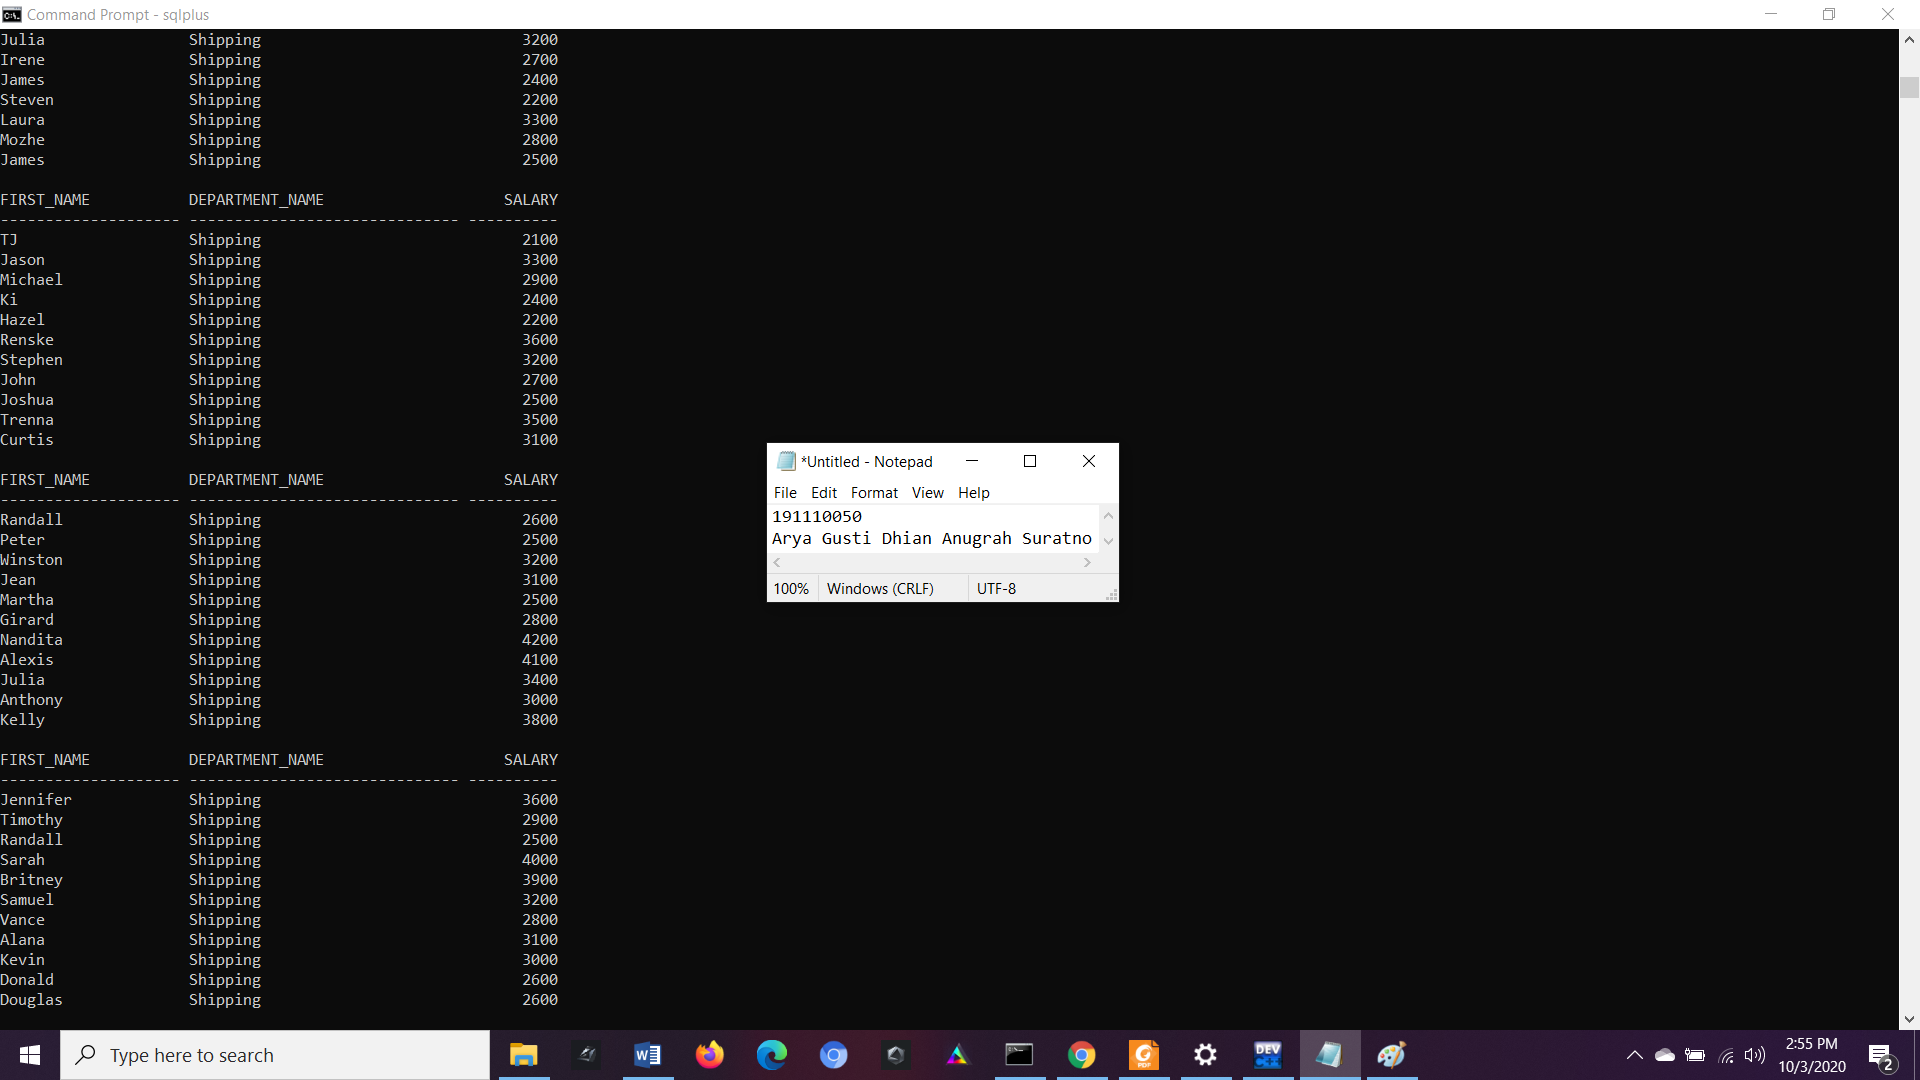 Command Prompt - sqlplus
Julia Shipping 3200
Irene Shipping 2700
James Shipping 2400
Steven Shipping 2200
Laura Shipping 3300
Mozhe Shipping 2800
James Shipping 2500
FIRST_NAME DEPARTMENT_NAME SALARY
-------------------- ------------------------------ ----------
TJ Shipping 2100
Jason Shipping 3300
Michael Shipping 2900
Ki Shipping 2400
Hazel Shipping 2200
Renske Shipping 3600
Stephen Shipping 3200
John Shipping 2700
Joshua Shipping 2500
Trenna Shipping 3500
Curtis Shipping 3100
FIRST_NAME DEPARTMENT_NAME SALARY
-------------------- ------------------------------ ----------
Randall Shipping 2600
Peter Shipping 2500
Winston Shipping 3200
Jean Shipping 3100
Martha Shipping 2500
Girard Shipping 2800
Nandita Shipping 4200
Alexis Shipping 4100
Julia Shipping 3400
Anthony Shipping 3000
Kelly Shipping 3800
FIRST_NAME DEPARTMENT_NAME SALARY
-------------------- ------------------------------ ----------
Jennifer Shipping 3600
Timothy Shipping 2900
Randall Shipping 2500
Sarah Shipping 4000
Britney Shipping 3900
Samuel Shipping 3200
Vance Shipping 2800
Alana Shipping 3100
Kevin Shipping 3000
Donald Shipping 2600
Douglas Shipping 2600
*Untitled - Notepad
File Edit Format View Help
191110050
Arya Gusti Dhian Anugrah Suratno
100% Windows (CRLF) UTF-8
Type here to search
DEV C++
PDF
2:55 PM
10/3/2020
2